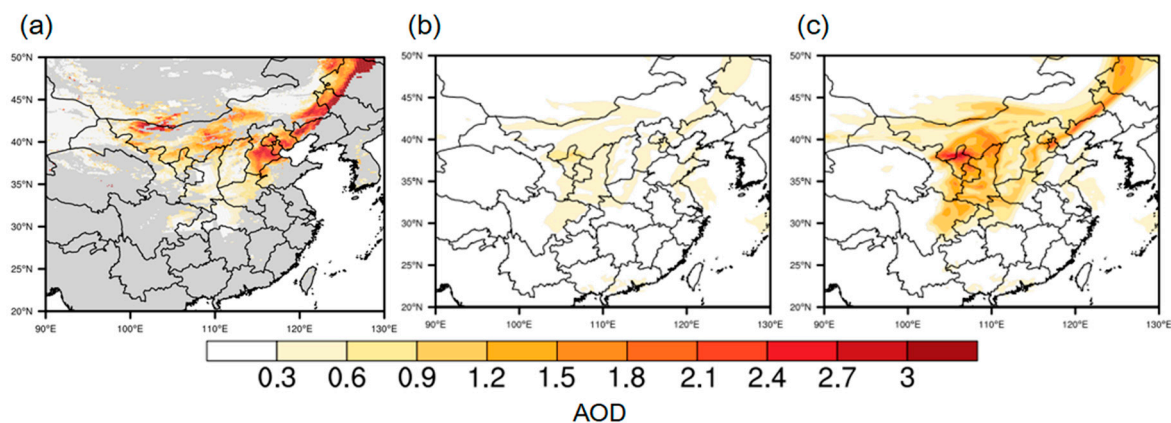 (a) (b) (c)
50°N 50°N 50°N
45°N 45°N 45°N
40°N 40°N 40°N
35°N 35°N 35°N
30°N 30°N 30°N
25°N 25°N 25°N
20°N 20°N 20°N
90°E 100°E 110°E 120°E 130°E 90°E 100°E 110°E 120°E 130°E 90°E 100°E 110°E 120°E 130°E
0.3 0.6 0.9 1.2 1.5 1.8 2.1 2.4 2.7 3
AOD